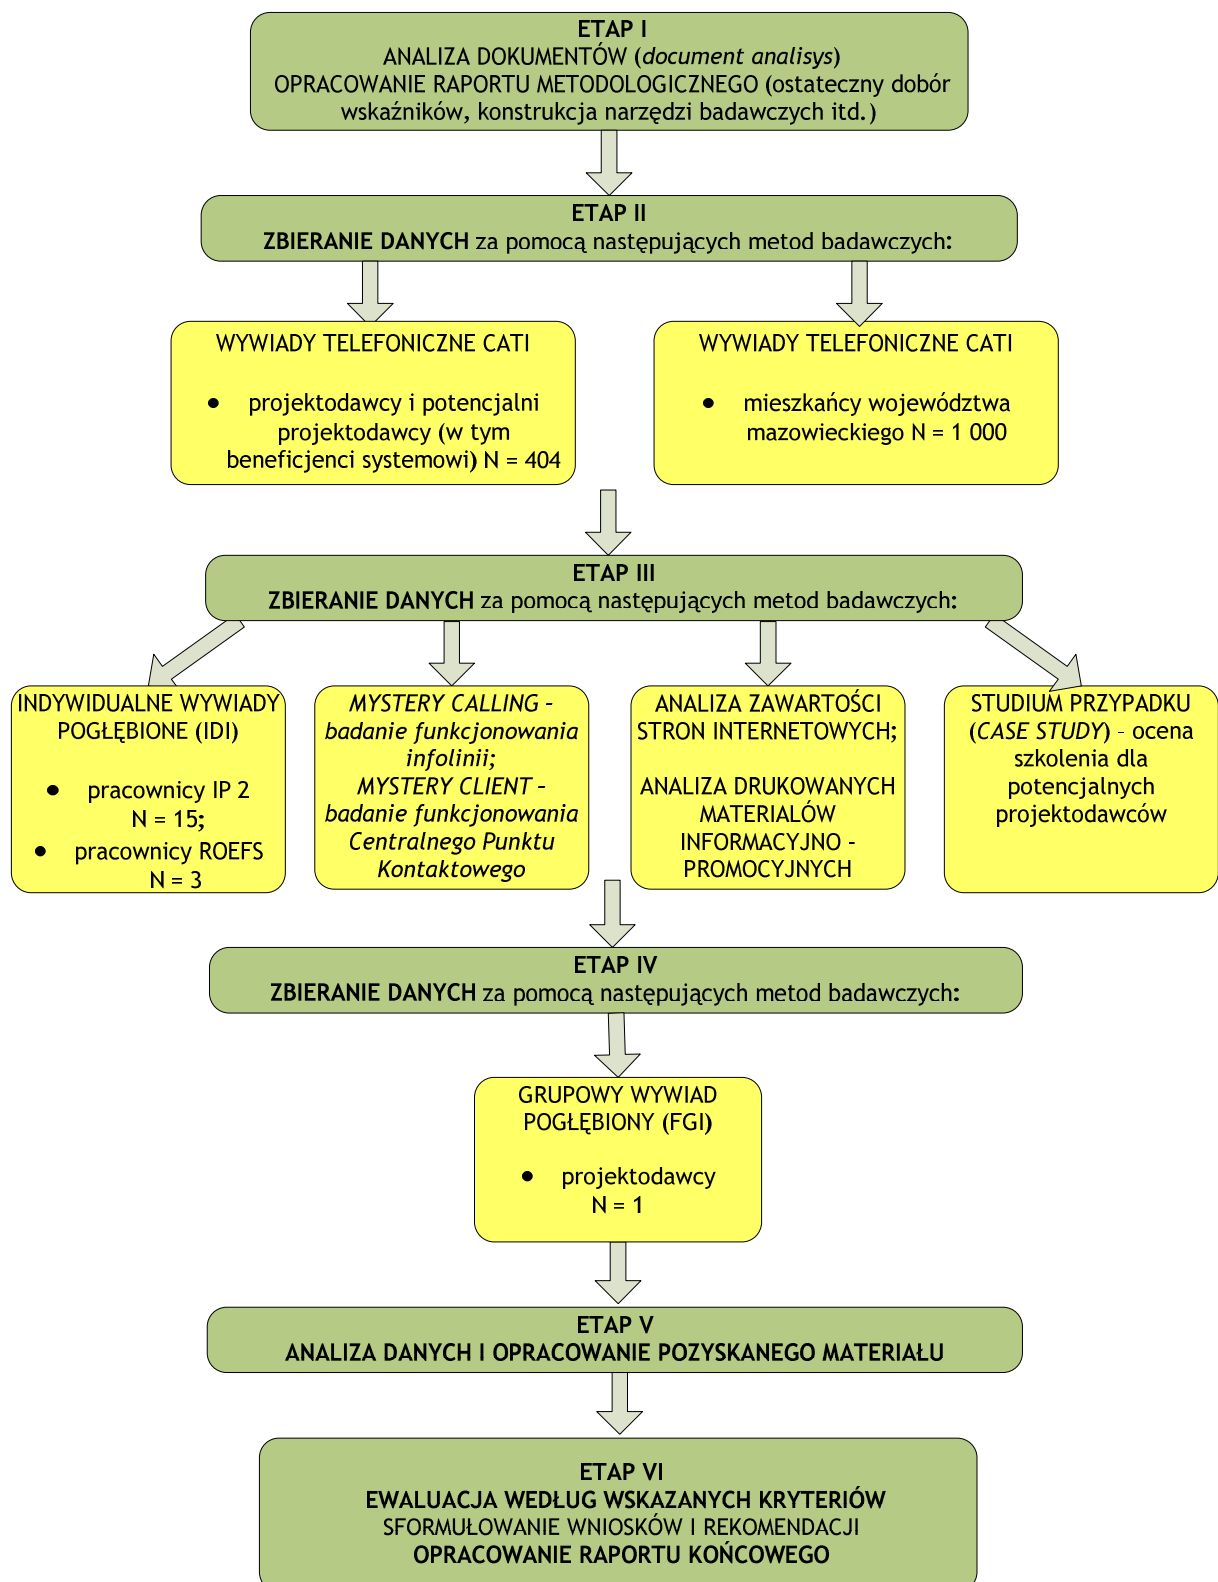 ETAP I
ANALIZA DOKUMENTÓW (document analisys)
OPRACOWANIE RAPORTU METODOLOGICZNEGO (ostateczny dobór
wskaźników, konstrukcja narzędzi badawczych itd.)
ETAP II
ZBIERANIE DANYCH za pomocą następujących metod badawczych:
WYWIADY TELEFONICZNE CATI
● projektodawcy i potencjalni
projektodawcy (w tym
beneficjenci systemowi) N = 404
WYWIADY TELEFONICZNE CATI
● mieszkańcy województwa
mazowieckiego N = 1 000
ETAP III
ZBIERANIE DANYCH za pomocą następujących metod badawczych:
INDYWIDUALNE WYWIADY
POGŁĘBIONE (IDI)
● pracownicy IP 2
N = 15;
● pracownicy ROEFS
N = 3
MYSTERY CALLING –
badanie funkcjonowania
infolinii;
MYSTERY CLIENT –
badanie funkcjonowania
Centralnego Punktu
Kontaktowego
ANALIZA ZAWARTOŚCI
STRON INTERNETOWYCH;
ANALIZA DRUKOWANYCH
MATERIALÓW
INFORMACYJNO -
PROMOCYJNYCH
STUDIUM PRZYPADKU
(CASE STUDY) – ocena
szkolenia dla
potencjalnych
projektodawców
ETAP IV
ZBIERANIE DANYCH za pomocą następujących metod badawczych:
GRUPOWY WYWIAD
POGŁĘBIONY (FGI)
● projektodawcy
N = 1
ETAP V
ANALIZA DANYCH I OPRACOWANIE POZYSKANEGO MATERIAŁU
ETAP VI
EWALUACJA WEDŁUG WSKAZANYCH KRYTERIÓW
SFORMUŁOWANIE WNIOSKÓW I REKOMENDACJI
OPRACOWANIE RAPORTU KOŃCOWEGO